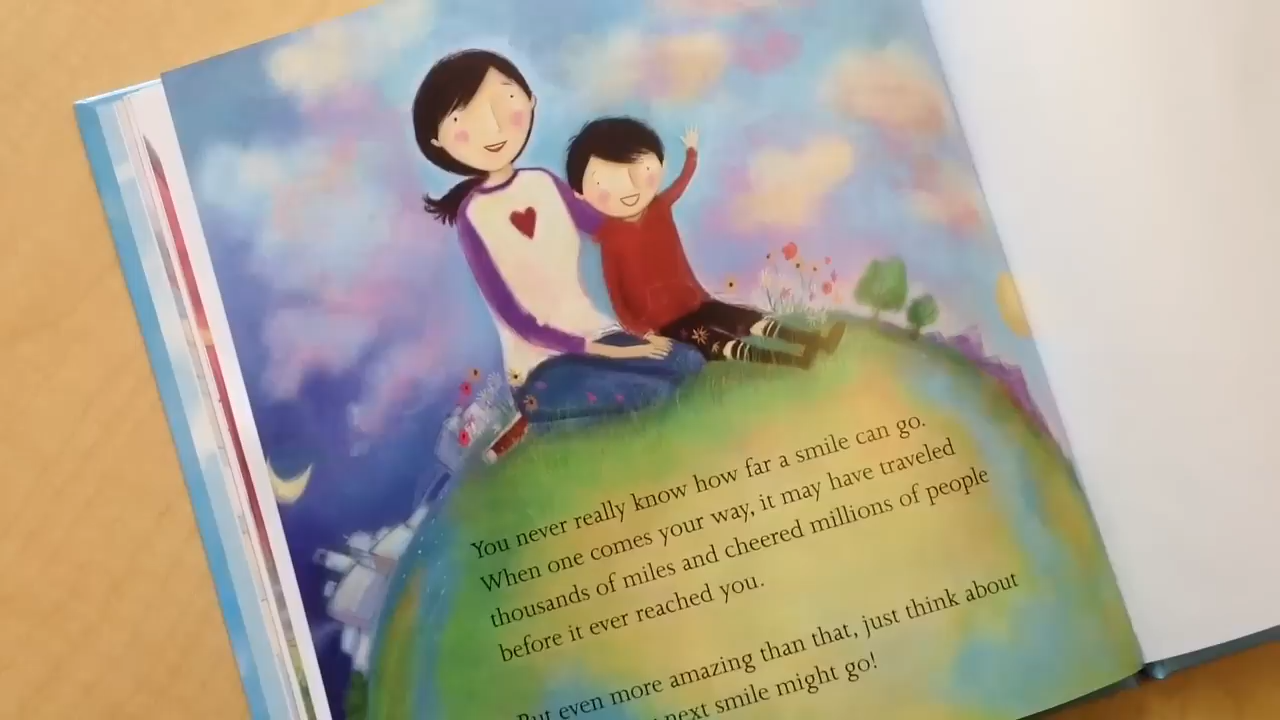 You never really know how far a smile can go.
When one comes your way, it may have traveled
thousands of miles and cheered millions of people
before it ever reached you.
But even more amazing than that, just think about
next smile might go!